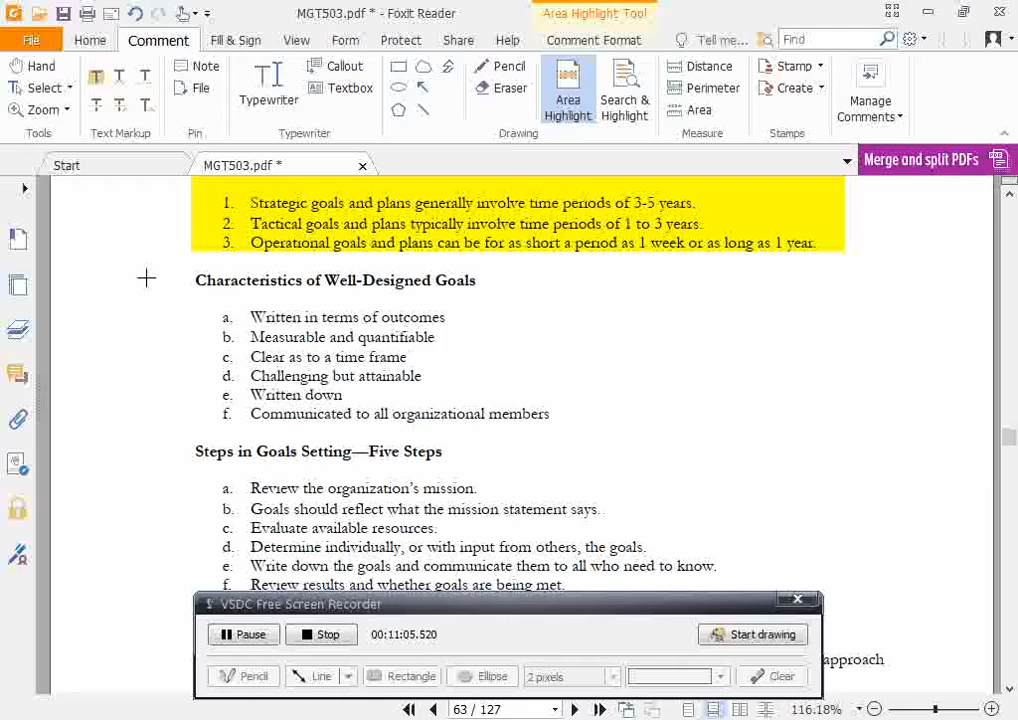 MGT503.pdf * - Foxit Reader
Area Highlight Tool
File
Home
Comment
Fill & Sign
View
Form
Protect
Share
Help
Comment Format
Tell me...
Find
Hand
Select
Zoom
Tools
Text Markup
Note
File
Pin
Typewriter
Callout
Textbox
Typewriter
Pencil
Eraser
Drawing
Area
Highlight
Search &
Highlight
Distance
Perimeter
Area
Measure
Stamp
Create
Stamps
Manage
Comments
Start
MGT503.pdf *
Merge and split PDFs
1. Strategic goals and plans generally involve time periods of 3-5 years.
2. Tactical goals and plans typically involve time periods of 1 to 3 years.
3. Operational goals and plans can be for as short a period as 1 week or as long as 1 year.
Characteristics of Well-Designed Goals
a. Written in terms of outcomes
b. Measurable and quantifiable
c. Clear as to a time frame
d. Challenging but attainable
e. Written down
f. Communicated to all organizational members
Steps in Goals Setting—Five Steps
a. Review the organization's mission.
b. Goals should reflect what the mission statement says.
c. Evaluate available resources.
d. Determine individually, or with input from others, the goals.
e. Write down the goals and communicate them to all who need to know.
f. Review results and whether goals are being met.
VSDC Free Screen Recorder
Pause
Stop
00:11:05.520
Start drawing
approach
Pencil
Line
Rectangle
Ellipse
2 pixels
Clear
63 / 127
116.18%